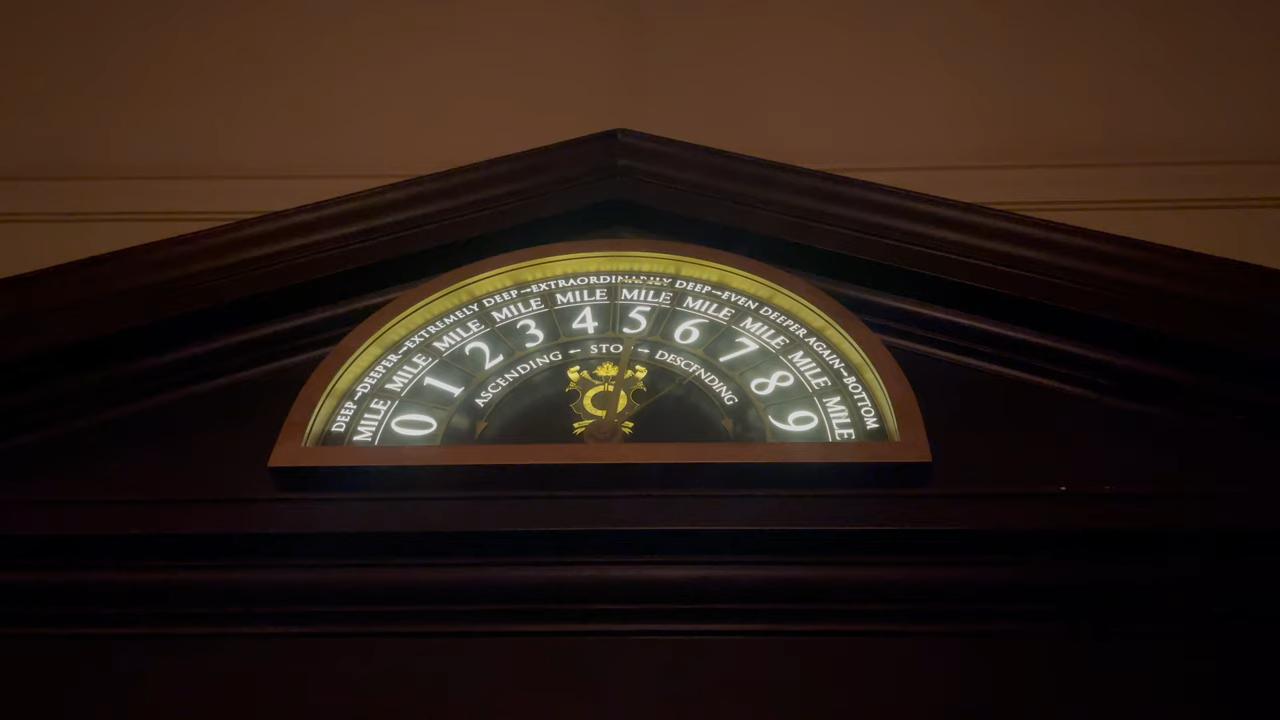 DEEP–DEEPER–EXTREMELY DEEP–EXTRAORDINARILY DEEP–EVEN DEEPER AGAIN–BOTTOM
MILE MILE MILE MILE MILE MILE MILE MILE MILE MILE
0 1 2 3 4 5 6 7 8 9
ASCENDING – STOP – DESCENDING